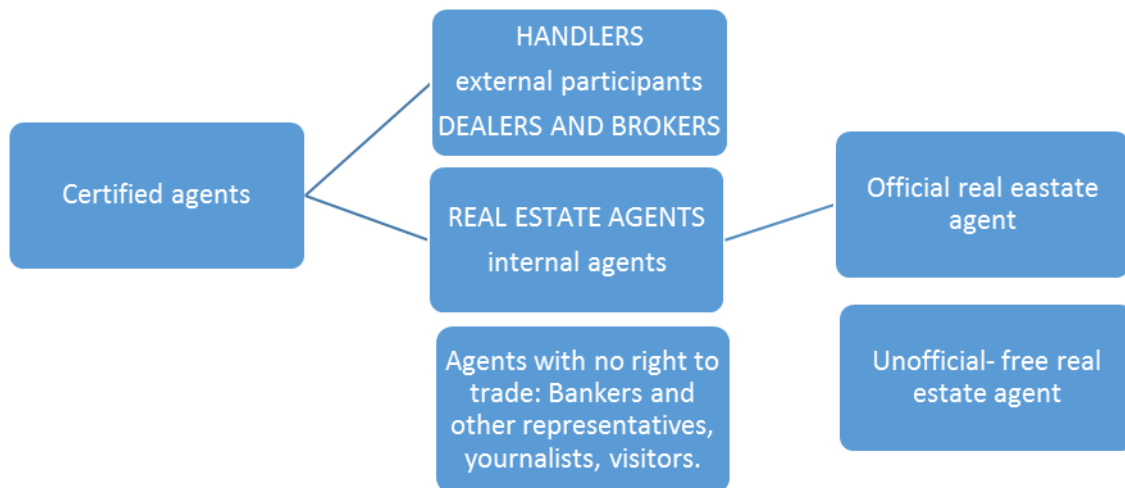 Certified agents
HANDLERS
external participants
DEALERS AND BROKERS
REAL ESTATE AGENTS
internal agents
Agents with no right to
trade: Bankers and
other representatives,
yournalists, visitors.
Official real eastate
agent
Unofficial- free real
estate agent